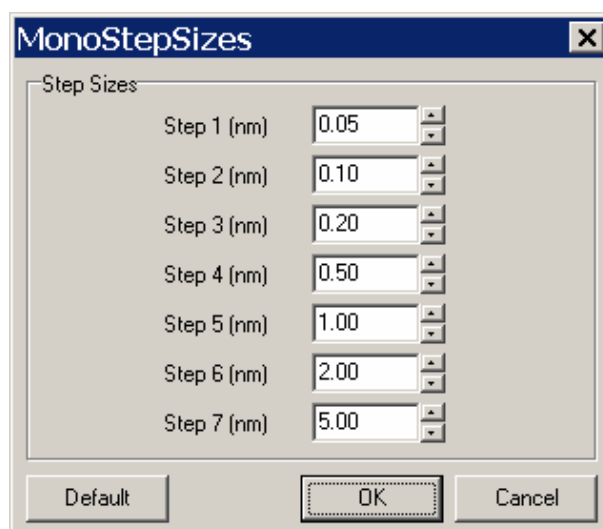 MonoStepSizes
Step Sizes
Step 1 (nm) 0.05
Step 2 (nm) 0.10
Step 3 (nm) 0.20
Step 4 (nm) 0.50
Step 5 (nm) 1.00
Step 6 (nm) 2.00
Step 7 (nm) 5.00
Default OK Cancel